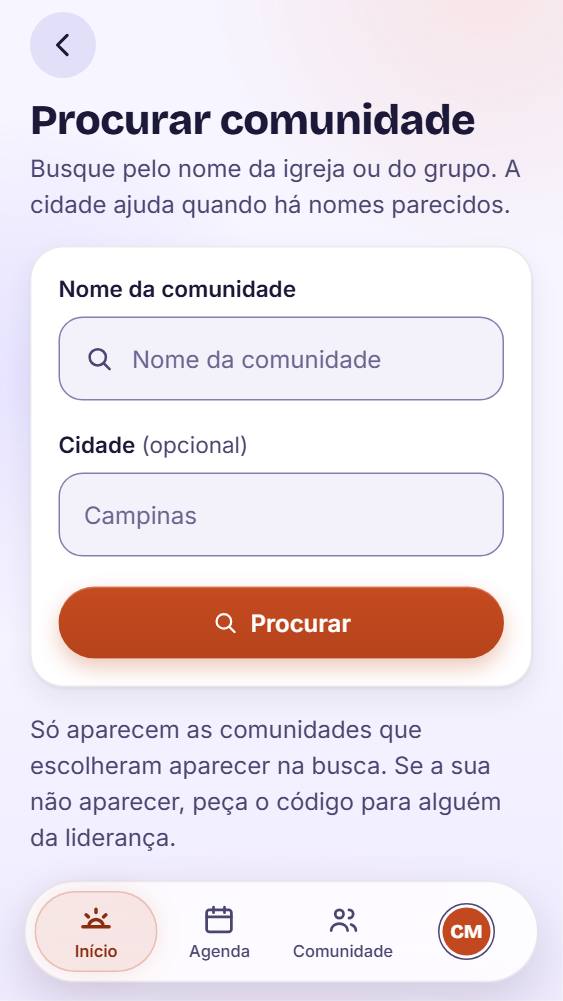 Procurar comunidade
Busque pelo nome da igreja ou do grupo. A
cidade ajuda quando há nomes parecidos.
Nome da comunidade
Nome da comunidade
Cidade (opcional)
Campinas
Procurar
Só aparecem as comunidades que
escolheram aparecer na busca. Se a sua
não aparecer, peça o código para alguém
da liderança.
Início
Agenda
Comunidade
CM